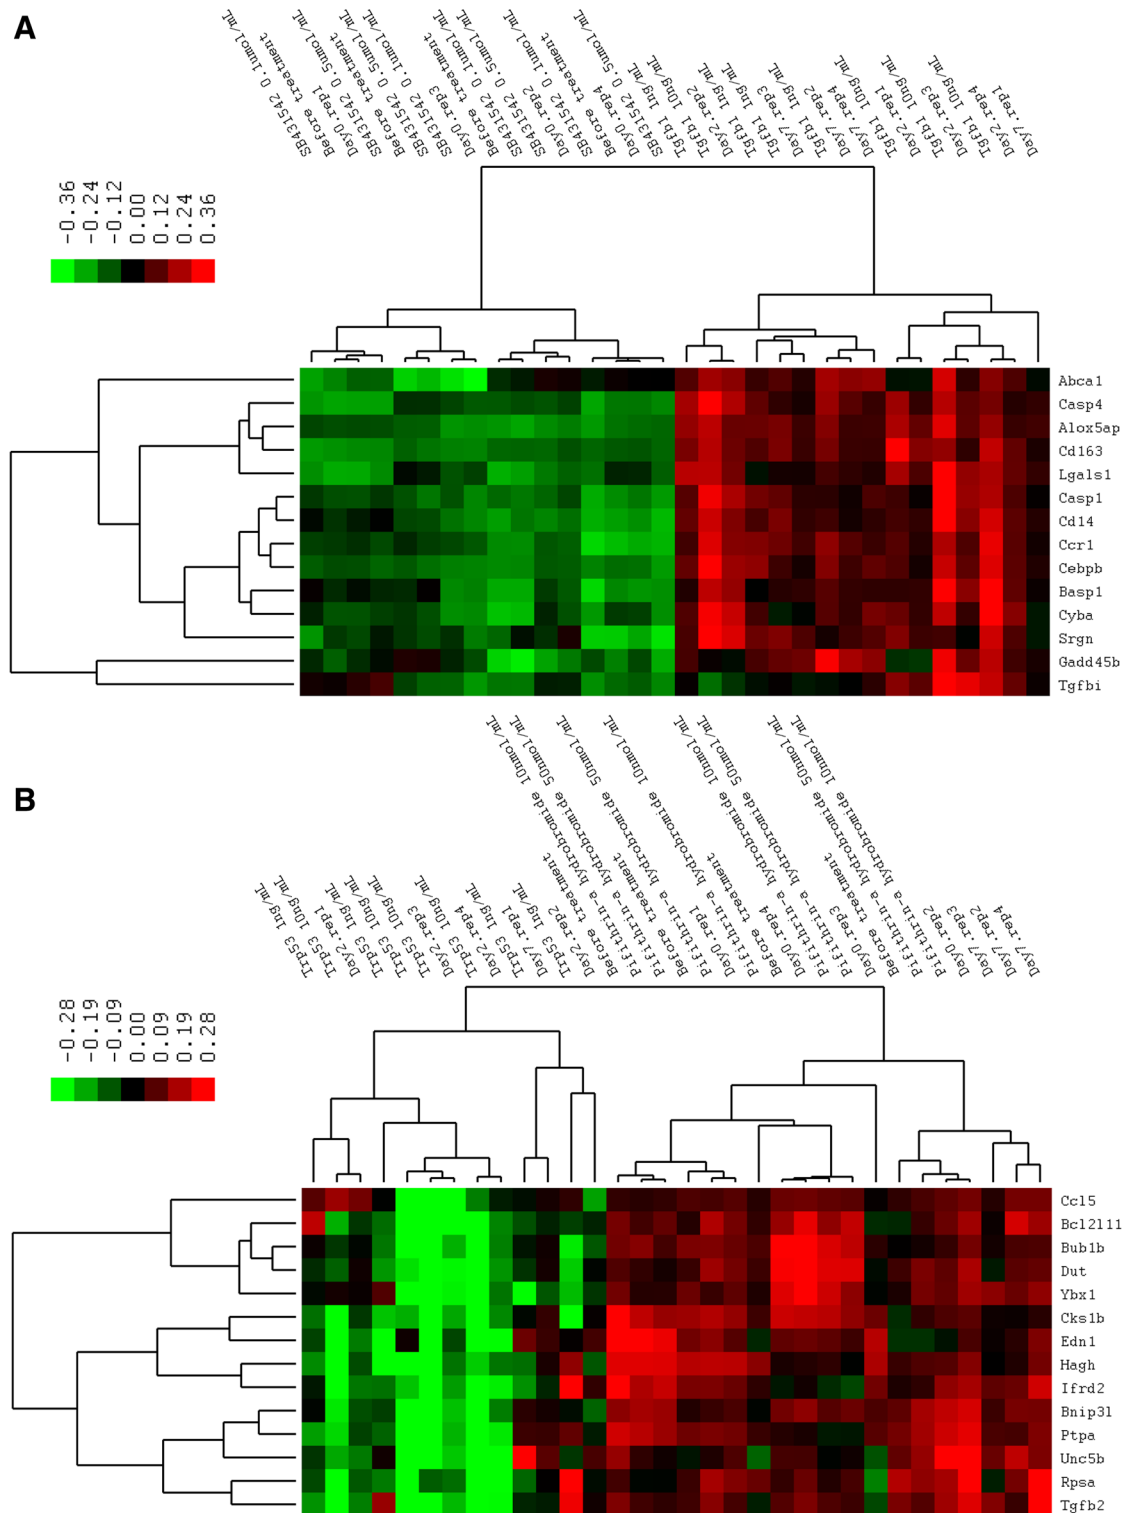 A
SB431542 0.1umol/mL
Before treatment
Day0.rep1
SB431542 0.5umol/mL
Before treatment
SB431542 0.5umol/mL
SB431542 0.1umol/mL
Day0.rep3
Before treatment
SB431542 0.1umol/mL
SB431542 0.5umol/mL
Day0.rep2
SB431542 0.1umol/mL
Before treatment
Day0.rep4
SB431542 0.5umol/mL
Tgfb1 1ng/mL
Tgfb1 10ng/mL
Day2.rep2
Tgfb1 1ng/mL
Tgfb1 1ng/mL
Day7.rep3
Tgfb1 1ng/mL
Day7.rep2
Day7.rep4
Tgfb1 10ng/mL
Day2.rep1
Tgfb1 10ng/mL
Day2.rep3
Tgfb1 10ng/mL
Day2.rep4
Day7.rep1
-0.36
-0.24
-0.12
0.00
0.12
0.24
0.36
Abca1
Casp4
Alox5ap
Cd163
Lgals1
Casp1
Cd14
Ccr1
Cebpb
Basp1
Cyba
Srgn
Gadd45b
Tgfbi
B
Trp53 1ng/mL
Trp53 10ng/mL
Day2.rep1
Trp53 1ng/mL
Trp53 10ng/mL
Trp53 10ng/mL
Day2.rep3
Trp53 10ng/mL
Day2.rep4
Trp53 1ng/mL
Day7.rep1
Trp53 1ng/mL
Day2.rep2
Before treatment
Pifithrin-a hydrobromide 10nmol/mL
Pifithrin-a hydrobromide 50nmol/mL
Before treatment
Pifithrin-a hydrobromide 50nmol/mL
Day0.rep1
Pifithrin-a hydrobromide 10nmol/mL
Before treatment
Day0.rep4
Pifithrin-a hydrobromide 10nmol/mL
Pifithrin-a hydrobromide 50nmol/mL
Day0.rep3
Before treatment
Pifithrin-a hydrobromide 50nmol/mL
Pifithrin-a hydrobromide 10nmol/mL
Day0.rep2
Day7.rep3
Day7.rep2
Day7.rep4
-0.28
-0.19
-0.09
0.00
0.09
0.19
0.28
Ccl5
Bcl2l11
Bub1b
Dut
Ybx1
Cks1b
Edn1
Hagh
Ifrd2
Bnip3l
Ptpa
Unc5b
Rpsa
Tgfb2